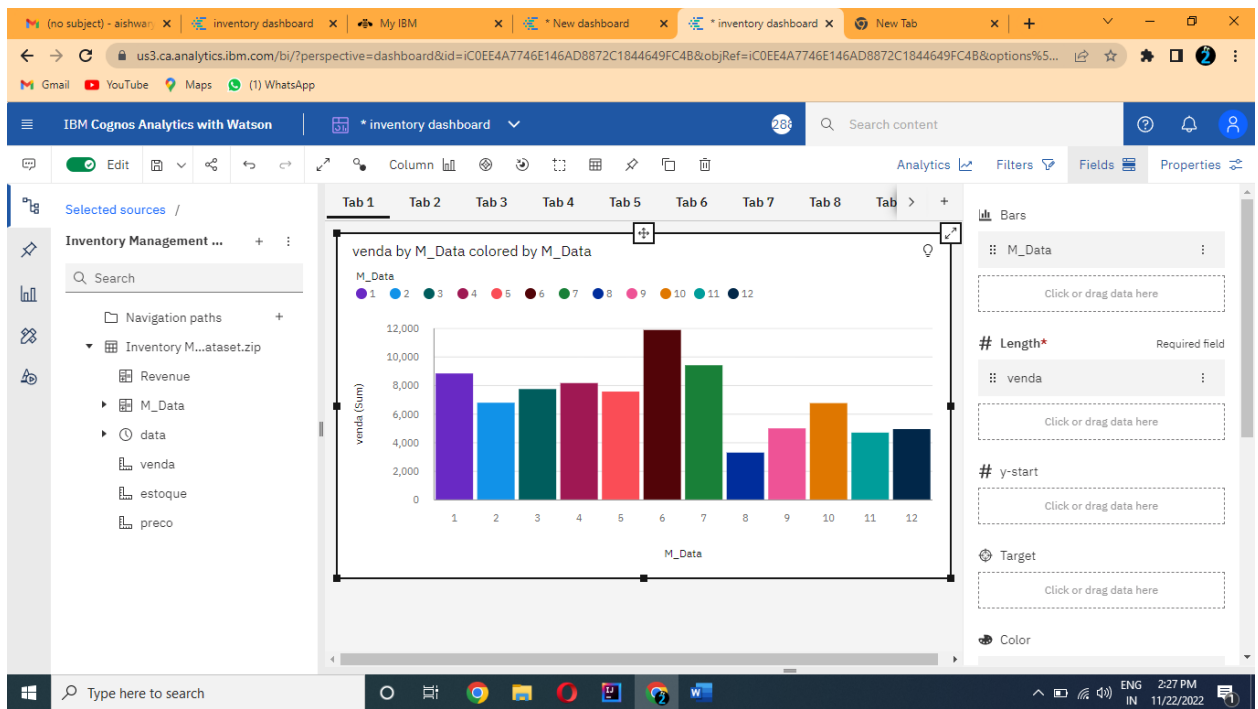 (no subject) - aishwar
inventory dashboard
My IBM
* New dashboard
* inventory dashboard
New Tab
us3.ca.analytics.ibm.com/bi/?perspective=dashboard&id=iC0EE4A7746E146AD8872C1844649FC4B&objRef=iC0EE4A7746E146AD8872C1844649FC4B&options%5...
Gmail YouTube Maps (1) WhatsApp
IBM Cognos Analytics with Watson
* inventory dashboard
288
Search content
Edit
Column
Analytics
Filters
Fields
Properties
Selected sources /
Inventory Management ...
Search
Navigation paths
Inventory M...ataset.zip
Revenue
M_Data
data
venda
estoque
preco
Tab 1 Tab 2 Tab 3 Tab 4 Tab 5 Tab 6 Tab 7 Tab 8 Tab
venda by M_Data colored by M_Data
M_Data
1 2 3 4 5 6 7 8 9 10 11 12
venda (Sum)
12,000
10,000
8,000
6,000
4,000
2,000
0
1 2 3 4 5 6 7 8 9 10 11 12
M_Data
Bars
M_Data
Click or drag data here
# Length* Required field
venda
Click or drag data here
# y-start
Click or drag data here
Target
Click or drag data here
Color
Type here to search
ENG
IN
2:27 PM
11/22/2022